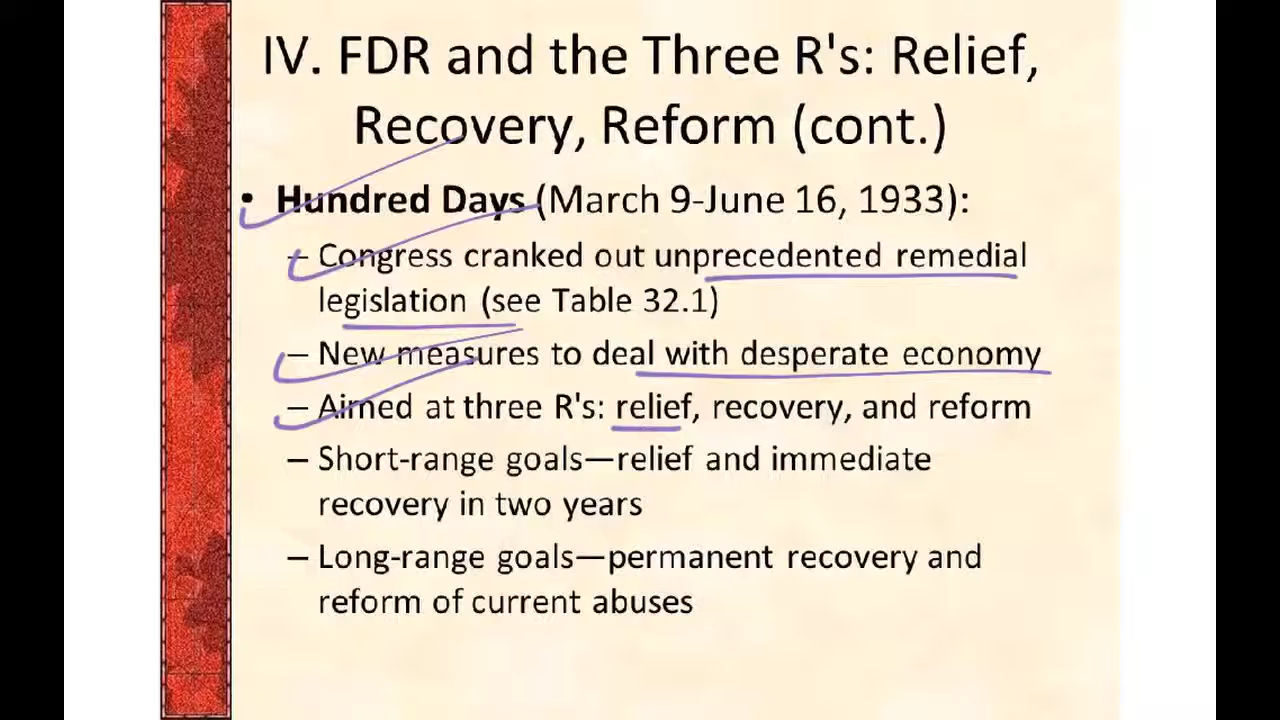 IV. FDR and the Three R's: Relief,
Recovery, Reform (cont.)
• Hundred Days (March 9-June 16, 1933):
– Congress cranked out unprecedented remedial
legislation (see Table 32.1)
– New measures to deal with desperate economy
– Aimed at three R's: relief, recovery, and reform
– Short-range goals—relief and immediate
recovery in two years
– Long-range goals—permanent recovery and
reform of current abuses